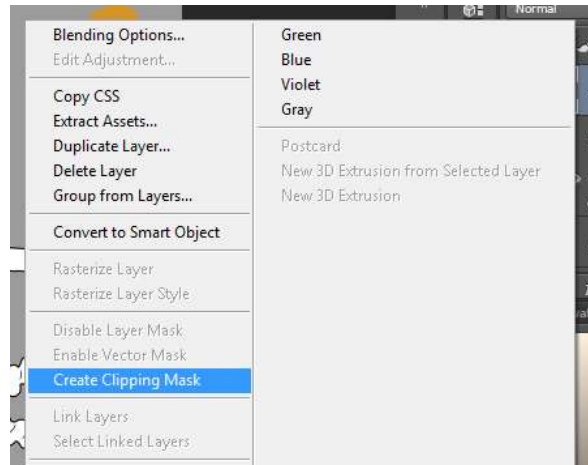 Normal
Blending Options...
Edit Adjustment...
Copy CSS
Extract Assets...
Duplicate Layer...
Delete Layer
Group from Layers...
Convert to Smart Object
Rasterize Layer
Rasterize Layer Style
Disable Layer Mask
Enable Vector Mask
Create Clipping Mask
Link Layers
Select Linked Layers
Green
Blue
Violet
Gray
Postcard
New 3D Extrusion from Selected Layer
New 3D Extrusion